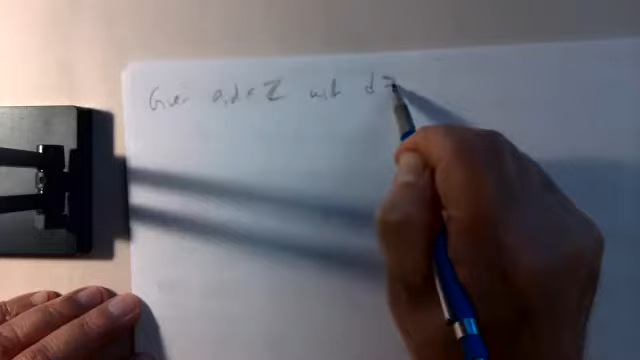 Given a,d ∈ ℤ with d >